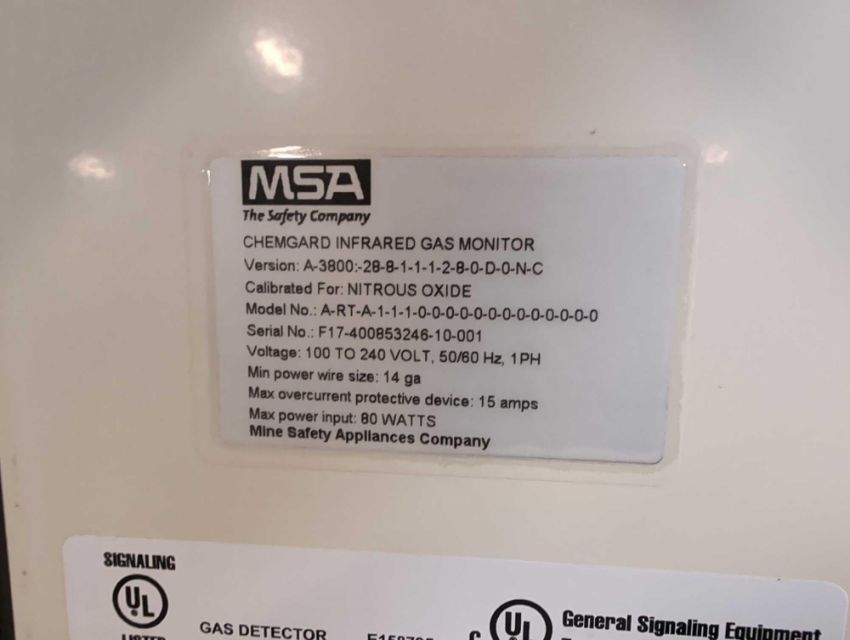 MSA
The Safety Company
CHEMGARD INFRARED GAS MONITOR
Version: A-3800:-28-8-1-1-1-2-8-0-D-0-N-C
Calibrated For: NITROUS OXIDE
Model No.: A-RT-A-1-1-1-0-0-0-0-0-0-0-0-0-0-0-0-0
Serial No.: F17-400853246-10-001
Voltage: 100 TO 240 VOLT, 50/60 Hz, 1PH
Min power wire size: 14 ga
Max overcurrent protective device: 15 amps
Max power input: 80 WATTS
Mine Safety Appliances Company
SIGNALING
UL
LISTED
GAS DETECTOR
C UL
General Signaling Equipment